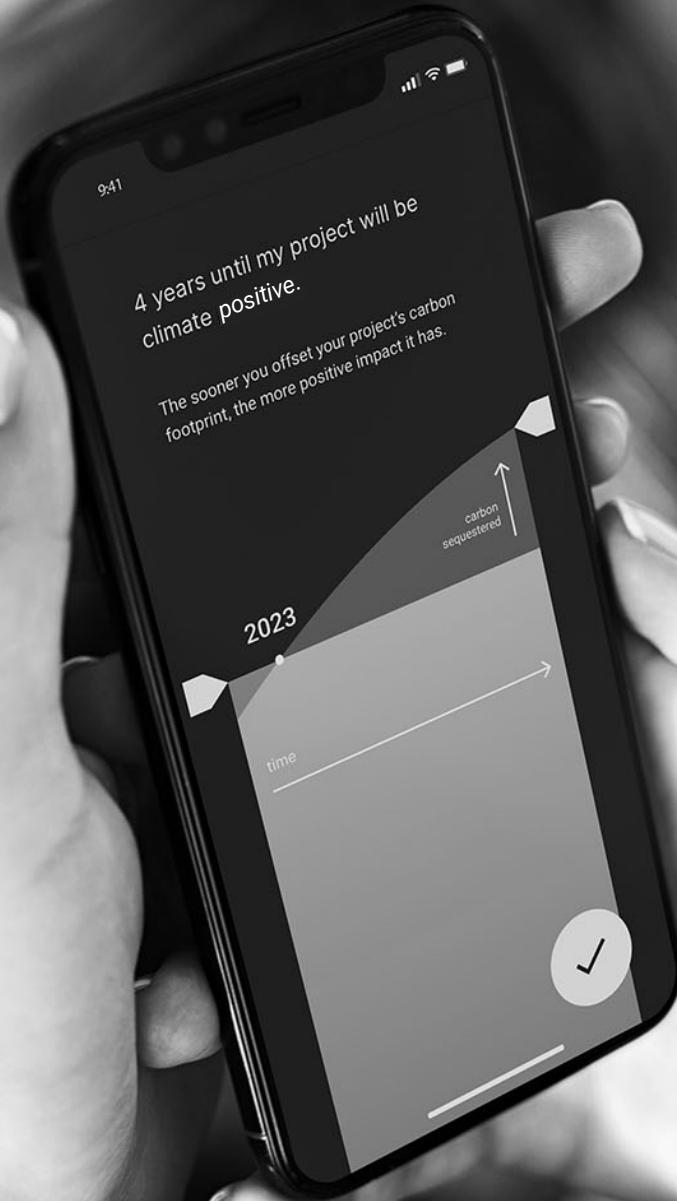 9:41
4 years until my project will be
climate positive.
The sooner you offset your project's carbon
footprint, the more positive impact it has.
carbon
sequestered
2023
time